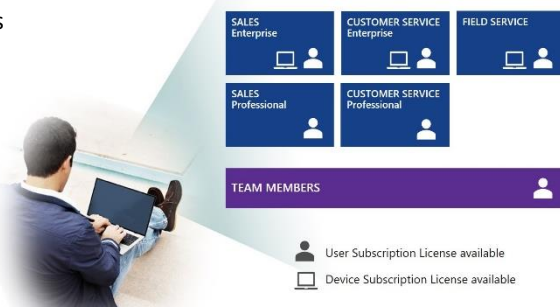 s
SALES
Enterprise
CUSTOMER SERVICE
Enterprise
FIELD SERVICE
SALES
Professional
CUSTOMER SERVICE
Professional
TEAM MEMBERS
User Subscription License available
Device Subscription License available